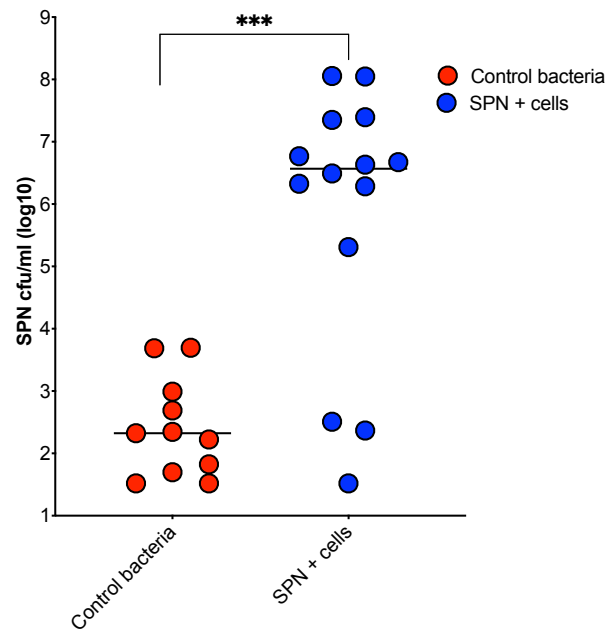 ***
Control bacteria
SPN + cells
SPN cfu/ml (log10)
9
8
7
6
5
4
3
2
1
Control bacteria
SPN + cells